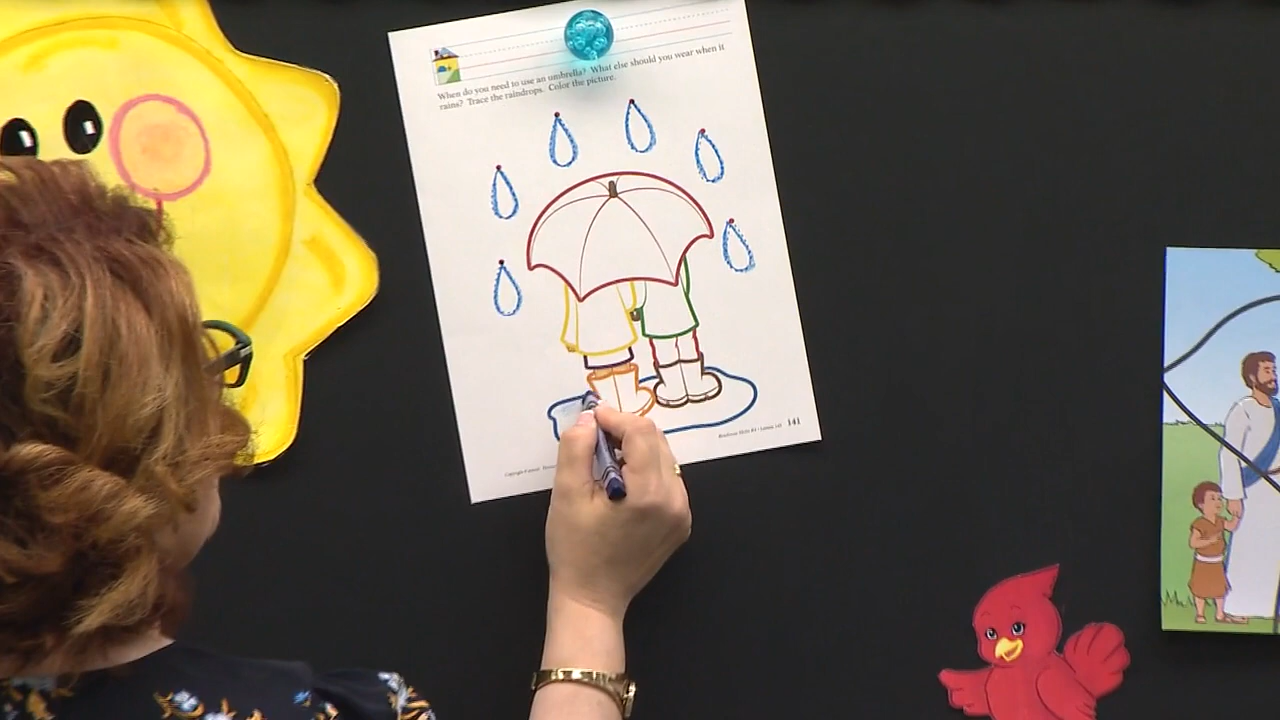 When do you need to use an umbrella? What else should you wear when it
rains? Trace the raindrops. Color the picture.
141